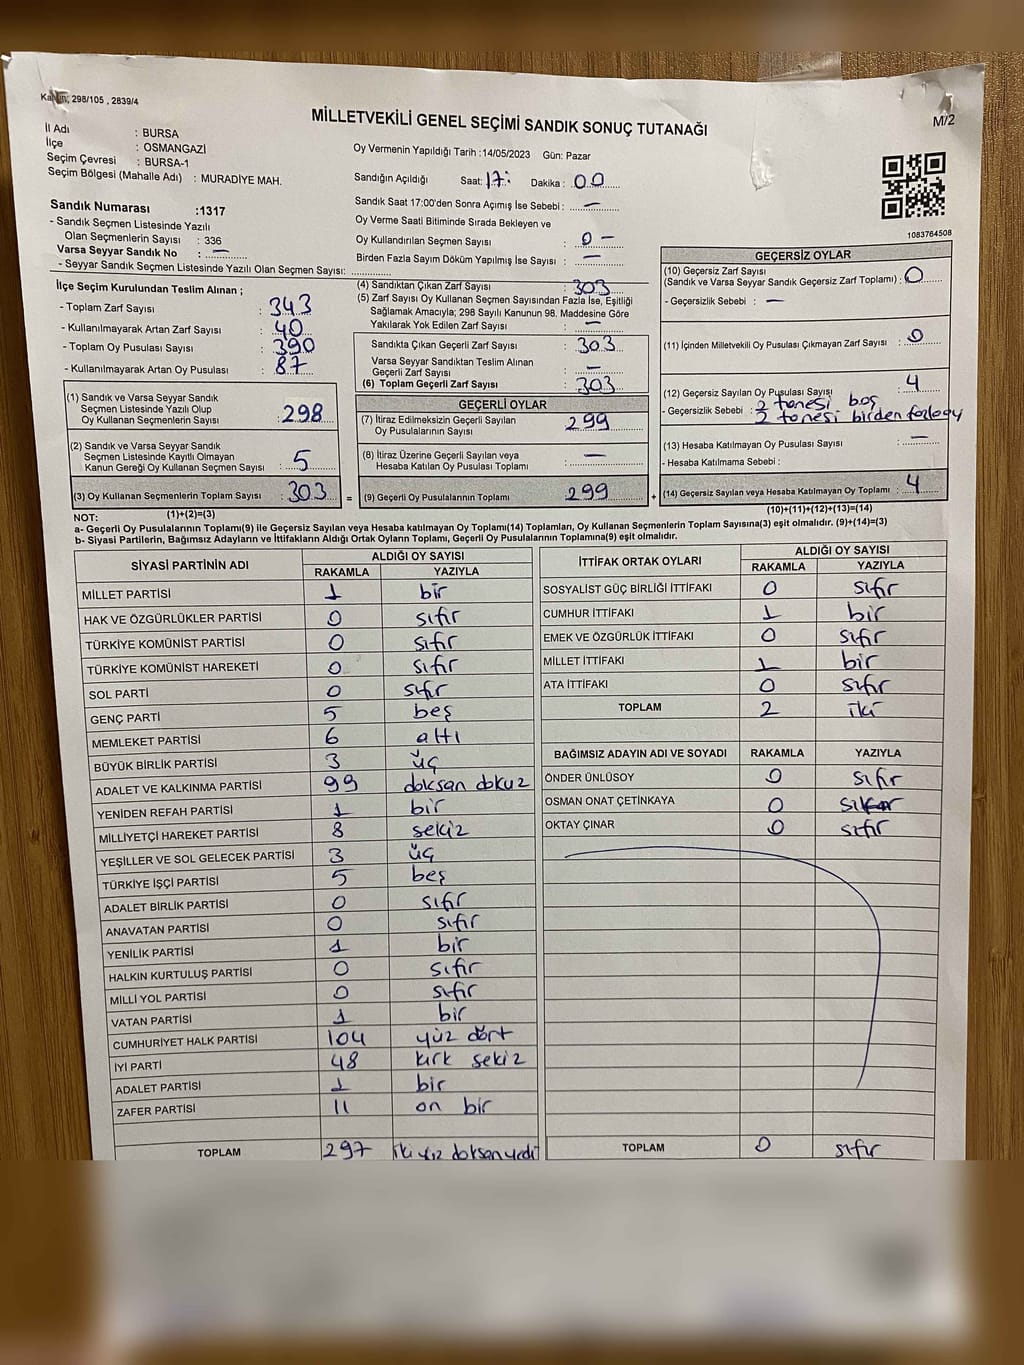 Kanun; 298/105 , 2839/4
MİLLETVEKİLİ GENEL SEÇİMİ SANDIK SONUÇ TUTANAĞI
M/2
İl Adı : BURSA
İlçe : OSMANGAZİ
Seçim Çevresi : BURSA-1
Seçim Bölgesi (Mahalle Adı) : MURADİYE MAH.
Oy Vermenin Yapıldığı Tarih :14/05/2023 Gün: Pazar
Sandığın Açıldığı Saat: 17: Dakika : 00
Sandık Saat 17:00'den Sonra Açımış İse Sebebi : —
Oy Verme Saati Bitiminde Sırada Bekleyen ve
Oy Kullandırılan Seçmen Sayısı : 0 —
Birden Fazla Sayım Döküm Yapılmış İse Sayısı : —
1083764508
Sandık Numarası :1317
- Sandık Seçmen Listesinde Yazılı
Olan Seçmenlerin Sayısı : 336
Varsa Seyyar Sandık No : —
- Seyyar Sandık Seçmen Listesinde Yazılı Olan Seçmen Sayısı:
İlçe Seçim Kurulundan Teslim Alınan ;
- Toplam Zarf Sayısı : 343
- Kullanılmayarak Artan Zarf Sayısı : 40
- Toplam Oy Pusulası Sayısı : 390
- Kullanılmayarak Artan Oy Pusulası : 87
(1) Sandık ve Varsa Seyyar Sandık
Seçmen Listesinde Yazılı Olup
Oy Kullanan Seçmenlerin Sayısı : 298
(2) Sandık ve Varsa Seyyar Sandık
Seçmen Listesinde Kayıtlı Olmayan
Kanun Gereği Oy Kullanan Seçmen Sayısı : 5
(3) Oy Kullanan Seçmenlerin Toplam Sayısı : 303 =
(1)+(2)=(3)
(4) Sandıktan Çıkan Zarf Sayısı : 303
(5) Zarf Sayısı Oy Kullanan Seçmen Sayısından Fazla İse, Eşitliği
Sağlamak Amacıyla; 298 Sayılı Kanunun 98. Maddesine Göre
Yakılarak Yok Edilen Zarf Sayısı : —
Sandıkta Çıkan Geçerli Zarf Sayısı : 303
Varsa Seyyar Sandıktan Teslim Alınan
Geçerli Zarf Sayısı : —
(6) Toplam Geçerli Zarf Sayısı : 303
GEÇERLİ OYLAR
(7) İtiraz Edilmeksizin Geçerli Sayılan
Oy Pusulalarının Sayısı : 299
(8) İtiraz Üzerine Geçerli Sayılan veya
Hesaba Katılan Oy Pusulası Toplamı : —
(9) Geçerli Oy Pusulalarının Toplamı : 299 +
GEÇERSİZ OYLAR
(10) Geçersiz Zarf Sayısı
(Sandık ve Varsa Seyyar Sandık Geçersiz Zarf Toplamı) : 0
- Geçersizlik Sebebi : —
(11) İçinden Milletvekili Oy Pusulası Çıkmayan Zarf Sayısı : 0
(12) Geçersiz Sayılan Oy Pusulası Sayısı : 4
- Geçersizlik Sebebi : 2 tanesi boş
2 tanesi birden fazla oy
(13) Hesaba Katılmayan Oy Pusulası Sayısı : —
- Hesaba Katılmama Sebebi :
(14) Geçersiz Sayılan veya Hesaba Katılmayan Oy Toplamı : 4
(10)+(11)+(12)+(13)=(14)
NOT:
a- Geçerli Oy Pusulalarının Toplamı(9) ile Geçersiz Sayılan veya Hesaba katılmayan Oy Toplamı(14) Toplamları, Oy Kullanan Seçmenlerin Toplam Sayısına(3) eşit olmalıdır. (9)+(14)=(3)
b- Siyasi Partilerin, Bağımsız Adayların ve İttifakların Aldığı Ortak Oyların Toplamı, Geçerli Oy Pusulalarının Toplamına(9) eşit olmalıdır.
SİYASİ PARTİNİN ADI ALDIĞI OY SAYISI
RAKAMLA YAZIYLA
MİLLET PARTİSİ 1 bir
HAK VE ÖZGÜRLÜKLER PARTİSİ 0 sıfır
TÜRKİYE KOMÜNİST PARTİSİ 0 sıfır
TÜRKİYE KOMÜNİST HAREKETİ 0 sıfır
SOL PARTİ 0 sıfır
GENÇ PARTİ 5 beş
MEMLEKET PARTİSİ 6 altı
BÜYÜK BİRLİK PARTİSİ 3 üç
ADALET VE KALKINMA PARTİSİ 99 doksan dokuz
YENİDEN REFAH PARTİSİ 1 bir
MİLLİYETÇİ HAREKET PARTİSİ 8 sekiz
YEŞİLLER VE SOL GELECEK PARTİSİ 3 üç
TÜRKİYE İŞÇİ PARTİSİ 5 beş
ADALET BİRLİK PARTİSİ 0 sıfır
ANAVATAN PARTİSİ 0 sıfır
YENİLİK PARTİSİ 1 bir
HALKIN KURTULUŞ PARTİSİ 0 sıfır
MİLLİ YOL PARTİSİ 0 sıfır
VATAN PARTİSİ 1 bir
CUMHURİYET HALK PARTİSİ 104 yüz dört
İYİ PARTİ 48 kırk sekiz
ADALET PARTİSİ 1 bir
ZAFER PARTİSİ 11 on bir
TOPLAM 297 iki yüz doksan yedi
İTTİFAK ORTAK OYLARI ALDIĞI OY SAYISI
RAKAMLA YAZIYLA
SOSYALİST GÜÇ BİRLİĞİ İTTİFAKI 0 sıfır
CUMHUR İTTİFAKI 1 bir
EMEK VE ÖZGÜRLÜK İTTİFAKI 0 sıfır
MİLLET İTTİFAKI 1 bir
ATA İTTİFAKI 0 sıfır
TOPLAM 2 iki
BAĞIMSIZ ADAYIN ADI VE SOYADI RAKAMLA YAZIYLA
ÖNDER ÜNLÜSOY 0 sıfır
OSMAN ONAT ÇETİNKAYA 0 sıfır
OKTAY ÇINAR 0 sıfır
TOPLAM 0 sıfır